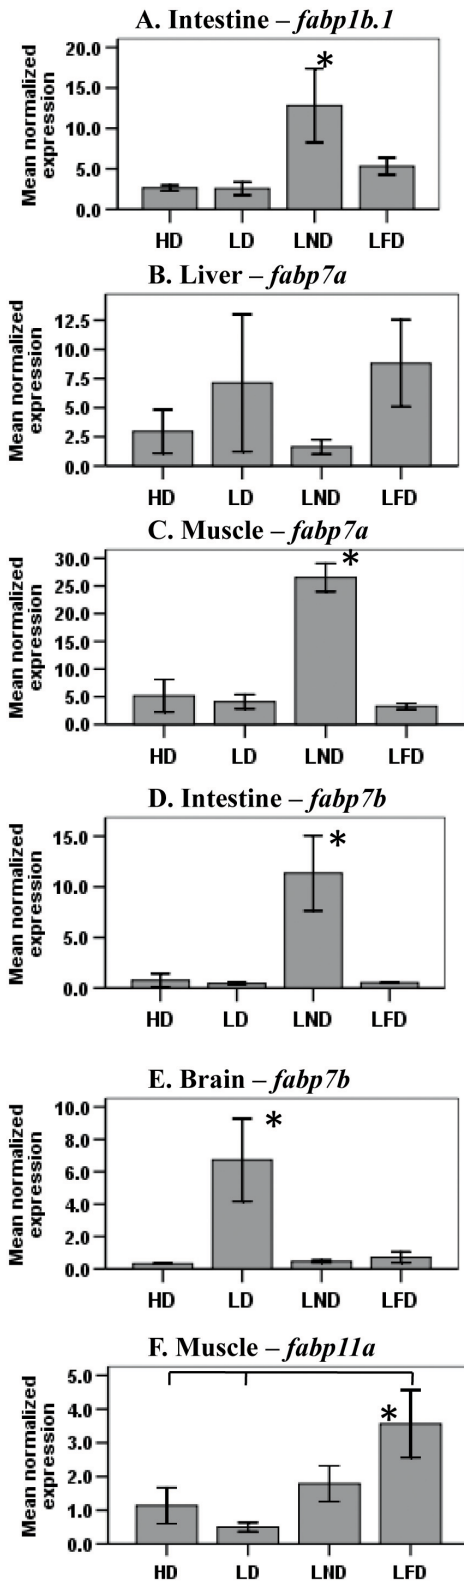 A. Intestine – fabp1b.1
Mean normalized
expression
20.0
15.0
10.0
5.0
0.0
*
HD LD LND LFD
B. Liver – fabp7a
Mean normalized
expression
12.5
10.0
7.5
5.0
2.5
0.0
HD LD LND LFD
C. Muscle – fabp7a
Mean normalized
expression
30.0
25.0
20.0
15.0
10.0
5.0
0.0
*
HD LD LND LFD
D. Intestine – fabp7b
Mean normalized
expression
15.0
10.0
5.0
0.0
*
HD LD LND LFD
E. Brain – fabp7b
Mean normalized
expression
10.0
8.0
6.0
4.0
2.0
0.0
*
HD LD LND LFD
F. Muscle – fabp11a
Mean normalized
expression
5.0
4.0
3.0
2.0
1.0
0.0
*
HD LD LND LFD